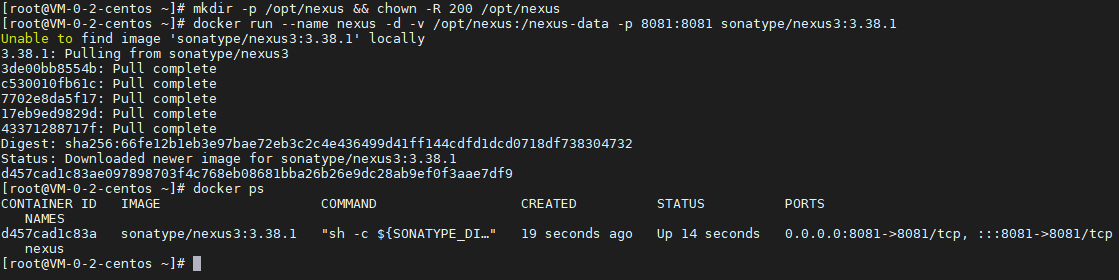 [root@VM-0-2-centos ~]# mkdir -p /opt/nexus && chown -R 200 /opt/nexus
[root@VM-0-2-centos ~]# docker run --name nexus -d -v /opt/nexus:/nexus-data -p 8081:8081 sonatype/nexus3:3.38.1
Unable to find image 'sonatype/nexus3:3.38.1' locally
3.38.1: Pulling from sonatype/nexus3
3de00bb8554b: Pull complete
c530010fb61c: Pull complete
7702e8da5f17: Pull complete
17eb9ed9829d: Pull complete
43371288717f: Pull complete
Digest: sha256:66fe12b1eb3e97bae72eb3c2c4e436499d41ff144cdfd1dcd0718df738304732
Status: Downloaded newer image for sonatype/nexus3:3.38.1
d457cad1c83ae097898703f4c768eb08681bba26b26e9dc28ab9ef0f3aae7df9
[root@VM-0-2-centos ~]# docker ps
CONTAINER ID   IMAGE                    COMMAND                  CREATED          STATUS          PORTS
   NAMES
d457cad1c83a   sonatype/nexus3:3.38.1   "sh -c ${SONATYPE_DI…"   19 seconds ago   Up 14 seconds   0.0.0.0:8081->8081/tcp, :::8081->8081/tcp
   nexus
[root@VM-0-2-centos ~]#